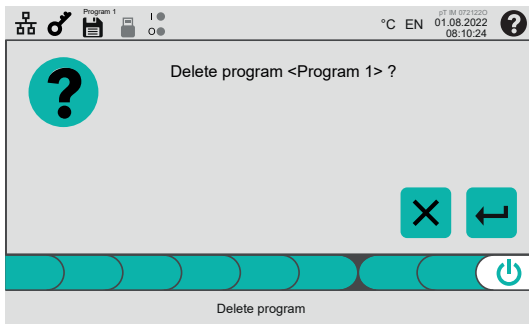 Program 1
I
O
°C EN
pT IM 072122O
01.08.2022
08:10:24
?
?
Delete program <Program 1> ?
Delete program